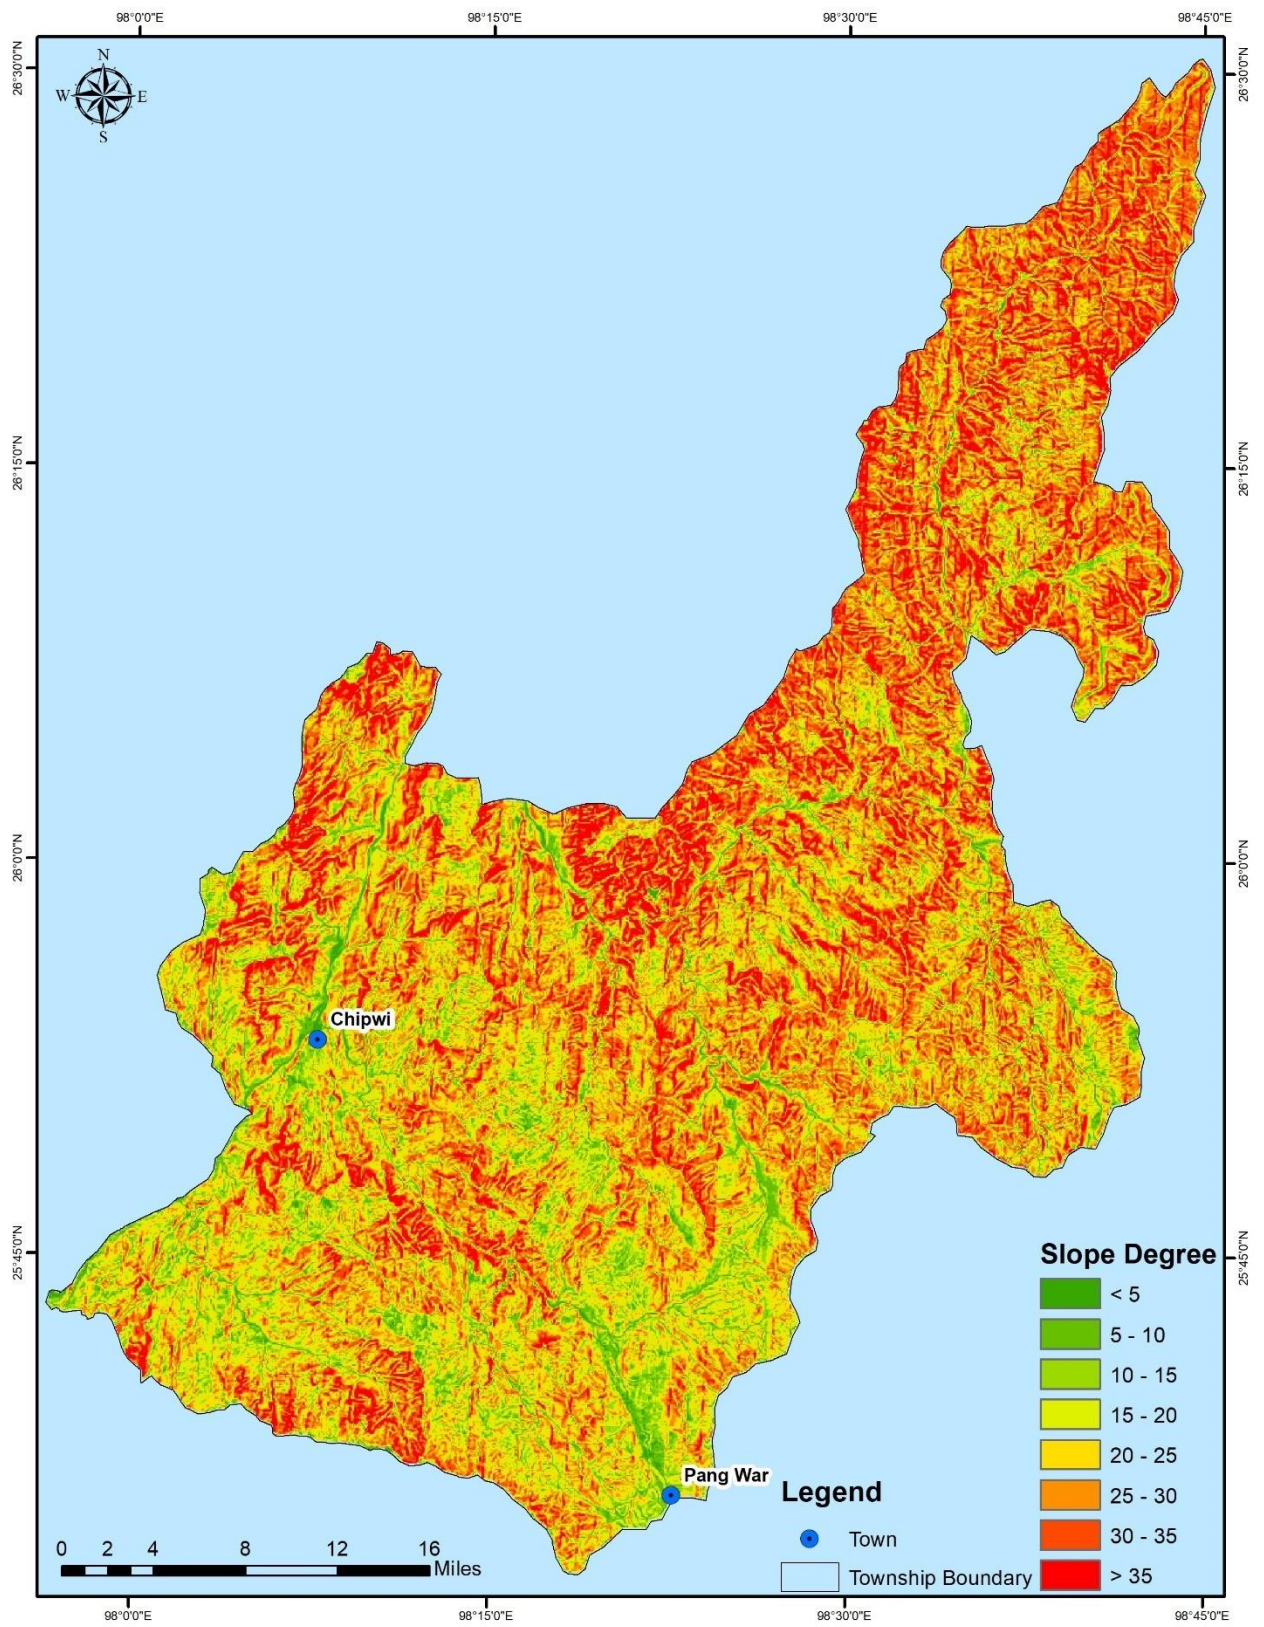 98°0'0"E 98°15'0"E 98°30'0"E 98°45'0"E
26°30'0"N
26°30'0"N
N
W E
S
26°15'0"N
26°15'0"N
26°0'0"N
26°0'0"N
Chipwi
25°45'0"N
25°45'0"N
Slope Degree
< 5
5 - 10
10 - 15
15 - 20
20 - 25
25 - 30
30 - 35
> 35
Pang War
Legend
Town
Township Boundary
0 2 4 8 12 16
Miles
98°0'0"E 98°15'0"E 98°30'0"E 98°45'0"E